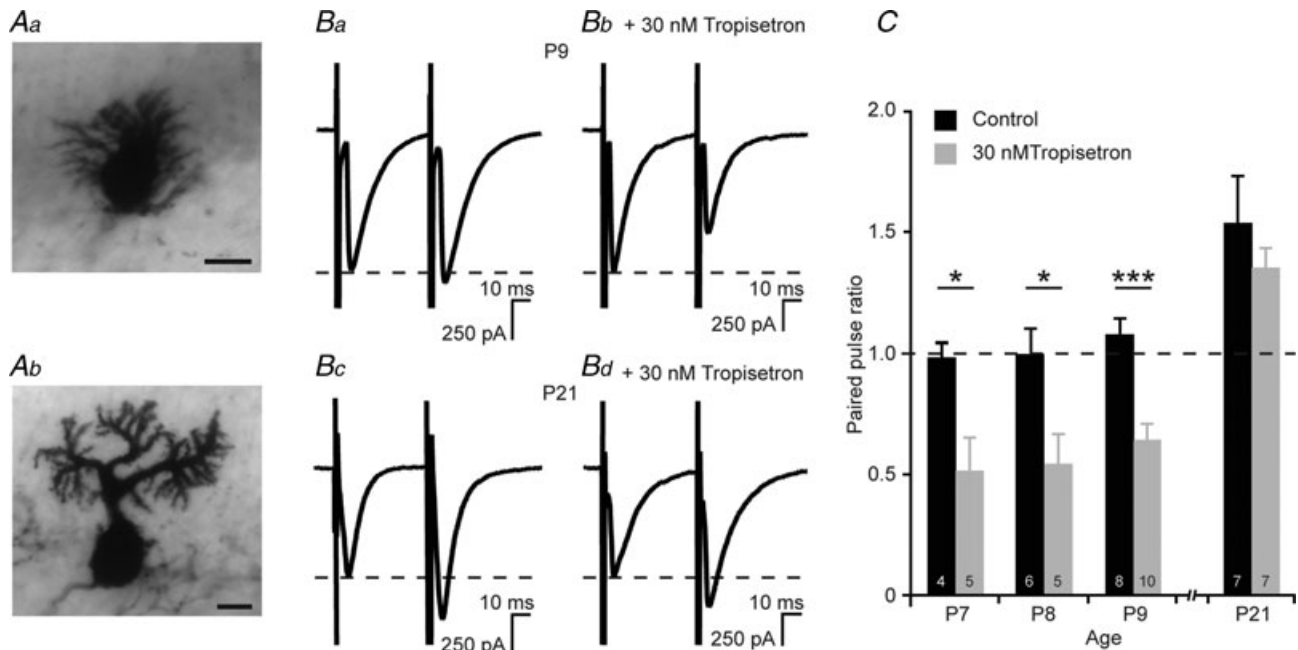 Aa
Ba
Bb + 30 nM Tropisetron
C
P9
10 ms
250 pA
Ab
Bc
Bd + 30 nM Tropisetron
P21
10 ms
250 pA
10 ms
250 pA
10 ms
250 pA
Paired pulse ratio
2.0
1.5
1.0
0.5
0
Control
30 nMTropisetron
*
*
***
4 5 6 5 8 10 7 7
P7 P8 P9 P21
Age